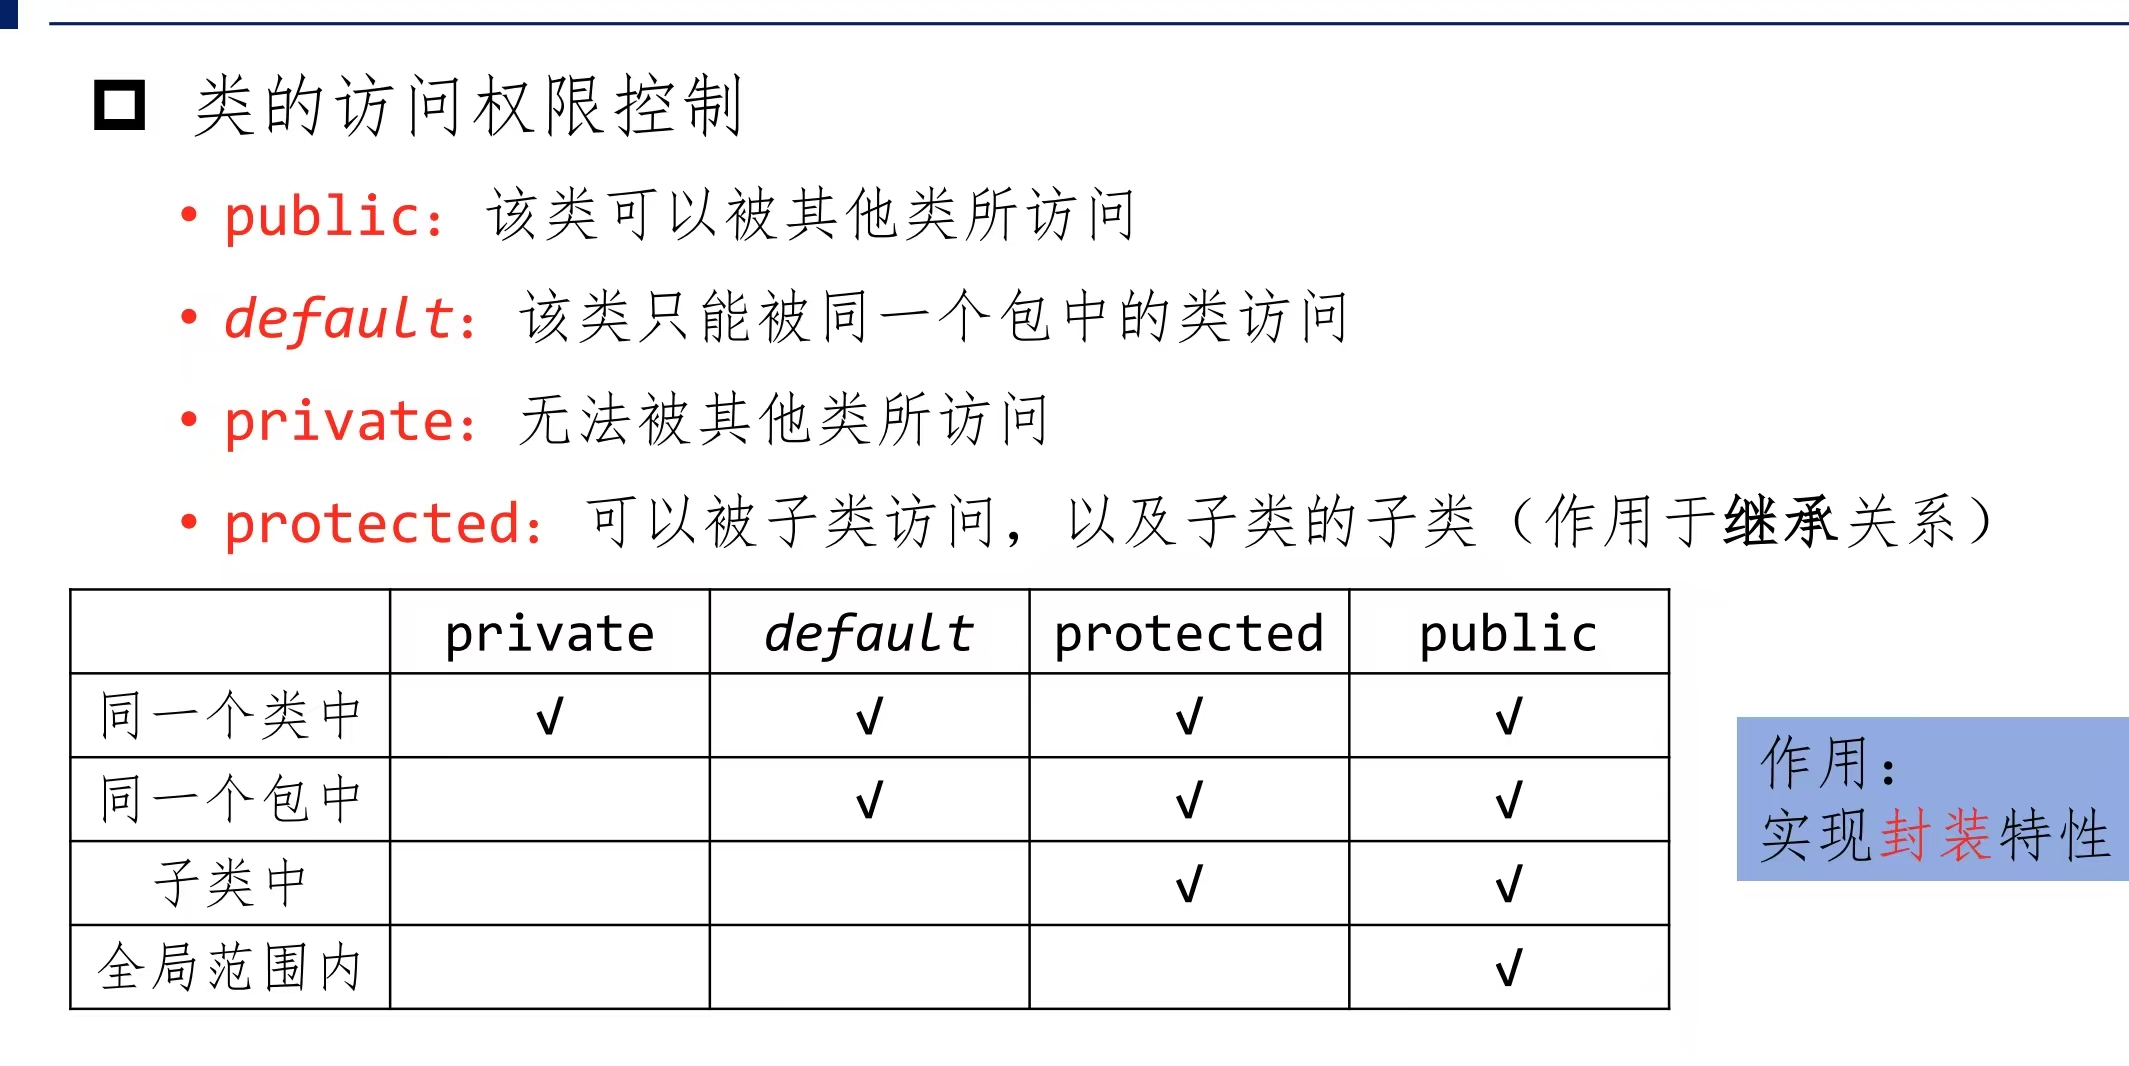 类的访问权限控制
• public：该类可以被其他类所访问
• default：该类只能被同一个包中的类访问
• private：无法被其他类所访问
• protected：可以被子类访问，以及子类的子类（作用于继承关系）
private default protected public
同一个类中 √ √ √ √
同一个包中 √ √ √
子类中 √ √
全局范围内 √
作用：
实现封装特性